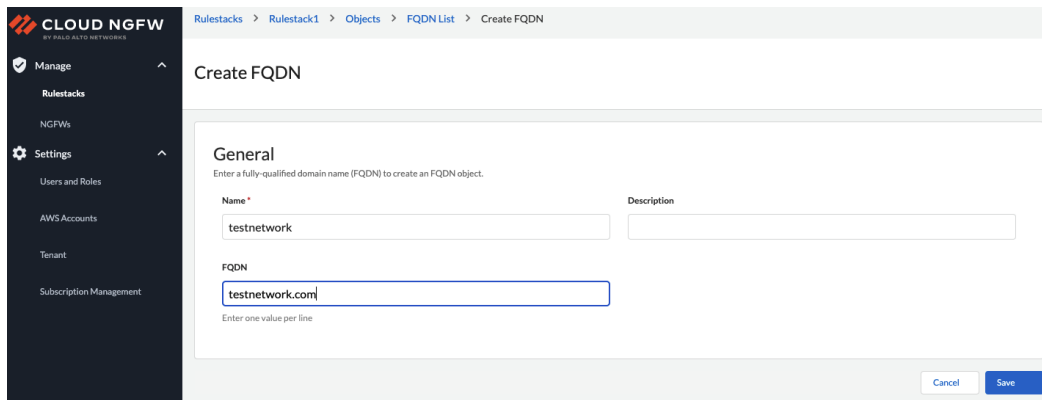 CLOUD NGFW
BY PALO ALTO NETWORKS
Manage
Rulestacks
NGFWs
Settings
Users and Roles
AWS Accounts
Tenant
Subscription Management
Rulestacks > Rulestack1 > Objects > FQDN List > Create FQDN
Create FQDN
General
Enter a fully-qualified domain name (FQDN) to create an FQDN object.
Name* Description
testnetwork
FQDN
testnetwork.com
Enter one value per line
Cancel Save